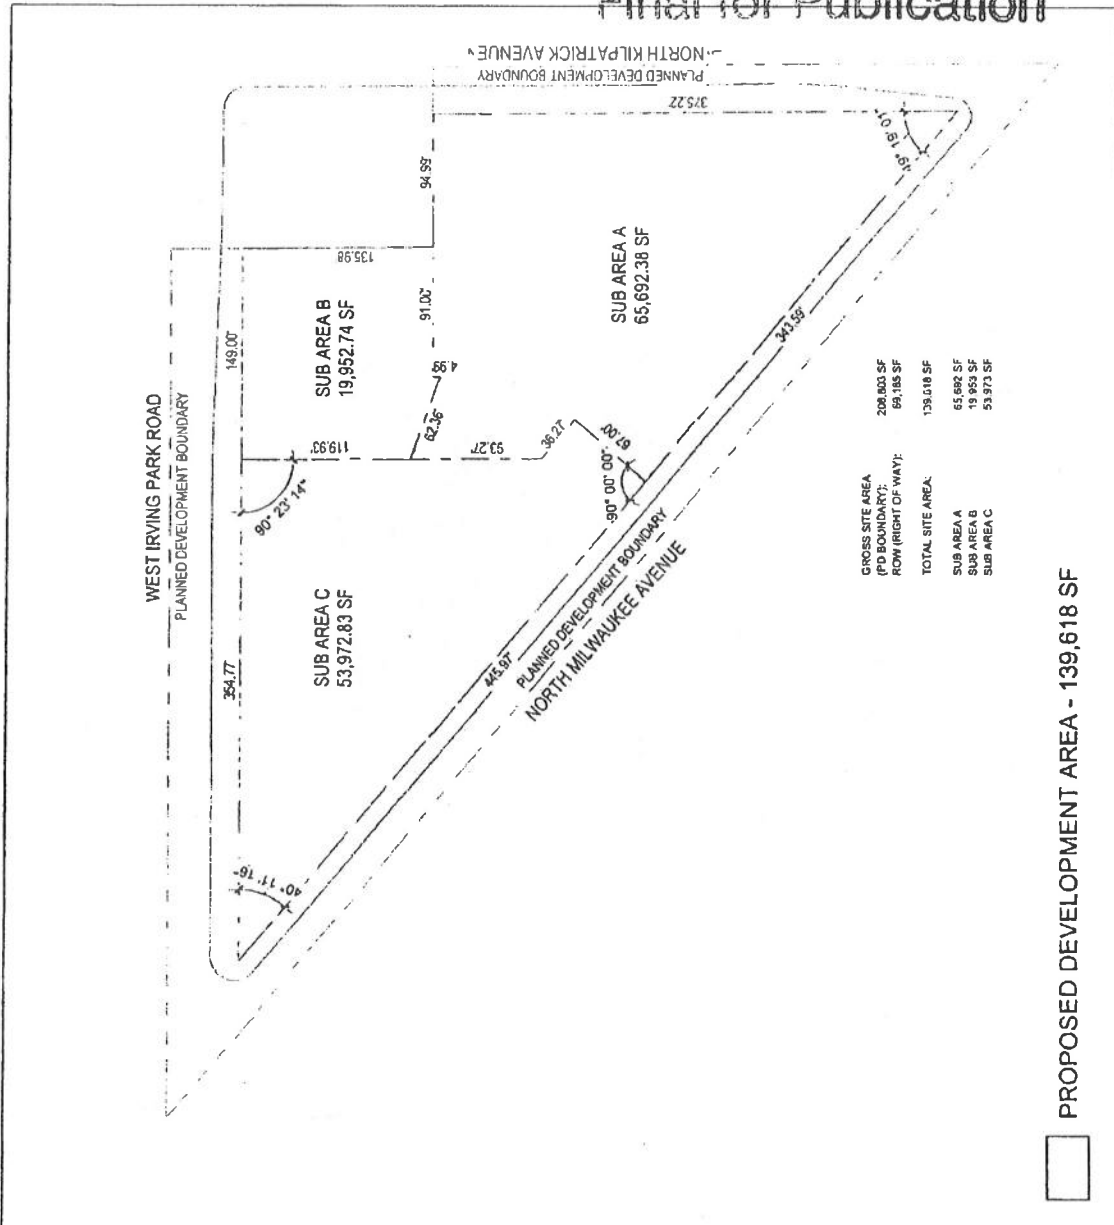 Final for Publication
NORTH KILPATRICK AVENUE
PLANNED DEVELOPMENT BOUNDARY
375.22'
49° 19' 01"
94.99'
135.98
WEST IRVING PARK ROAD
PLANNED DEVELOPMENT BOUNDARY
149.00'
SUB AREA B
19,952.74 SF
91.00'
SUB AREA A
65,692.38 SF
4.99'
62.36'
119.93'
93.27'
36.27'
67.00'
90° 00' 00"
343.59'
90° 23' 14"
354.77
SUB AREA C
53,972.83 SF
445.97'
PLANNED DEVELOPMENT BOUNDARY
NORTH MILWAUKEE AVENUE
40° 11' 16"
GROSS SITE AREA
(PD BOUNDARY): 208,803 SF
ROW (RIGHT OF WAY): 69,185 SF
TOTAL SITE AREA: 139,618 SF
SUB AREA A 65,692 SF
SUB AREA B 19,953 SF
SUB AREA C 53,973 SF
PROPOSED DEVELOPMENT AREA - 139,618 SF